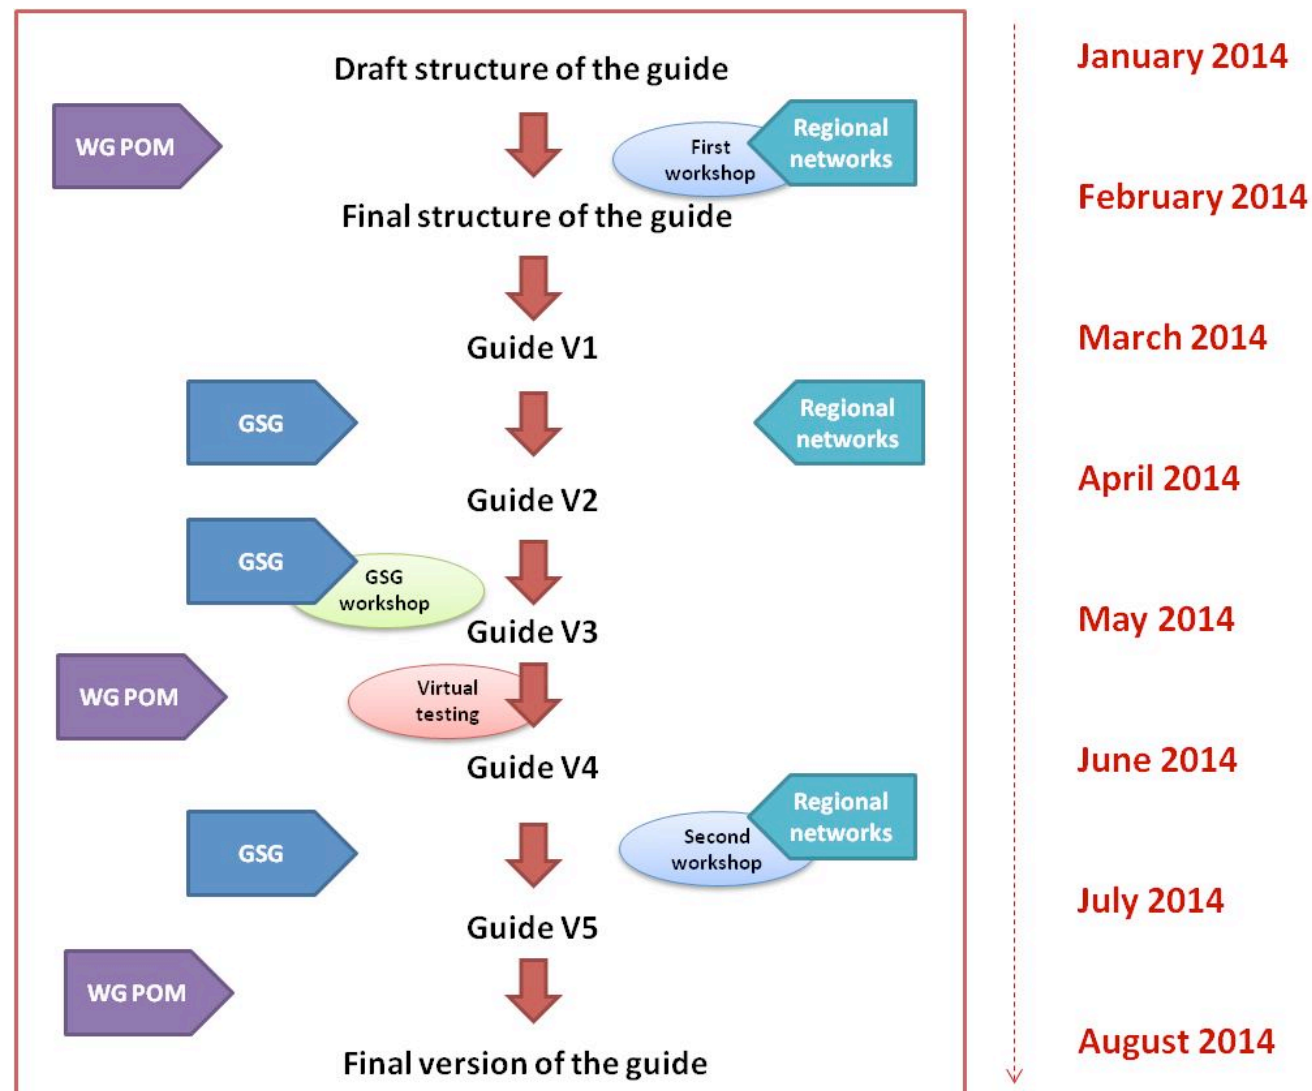 Draft structure of the guide
January 2014
WG POM
First
workshop
Regional
networks
Final structure of the guide
February 2014
Guide V1
March 2014
GSG
Regional
networks
Guide V2
April 2014
GSG
GSG
workshop
Guide V3
May 2014
WG POM
Virtual
testing
Guide V4
June 2014
GSG
Second
workshop
Regional
networks
Guide V5
July 2014
WG POM
Final version of the guide
August 2014